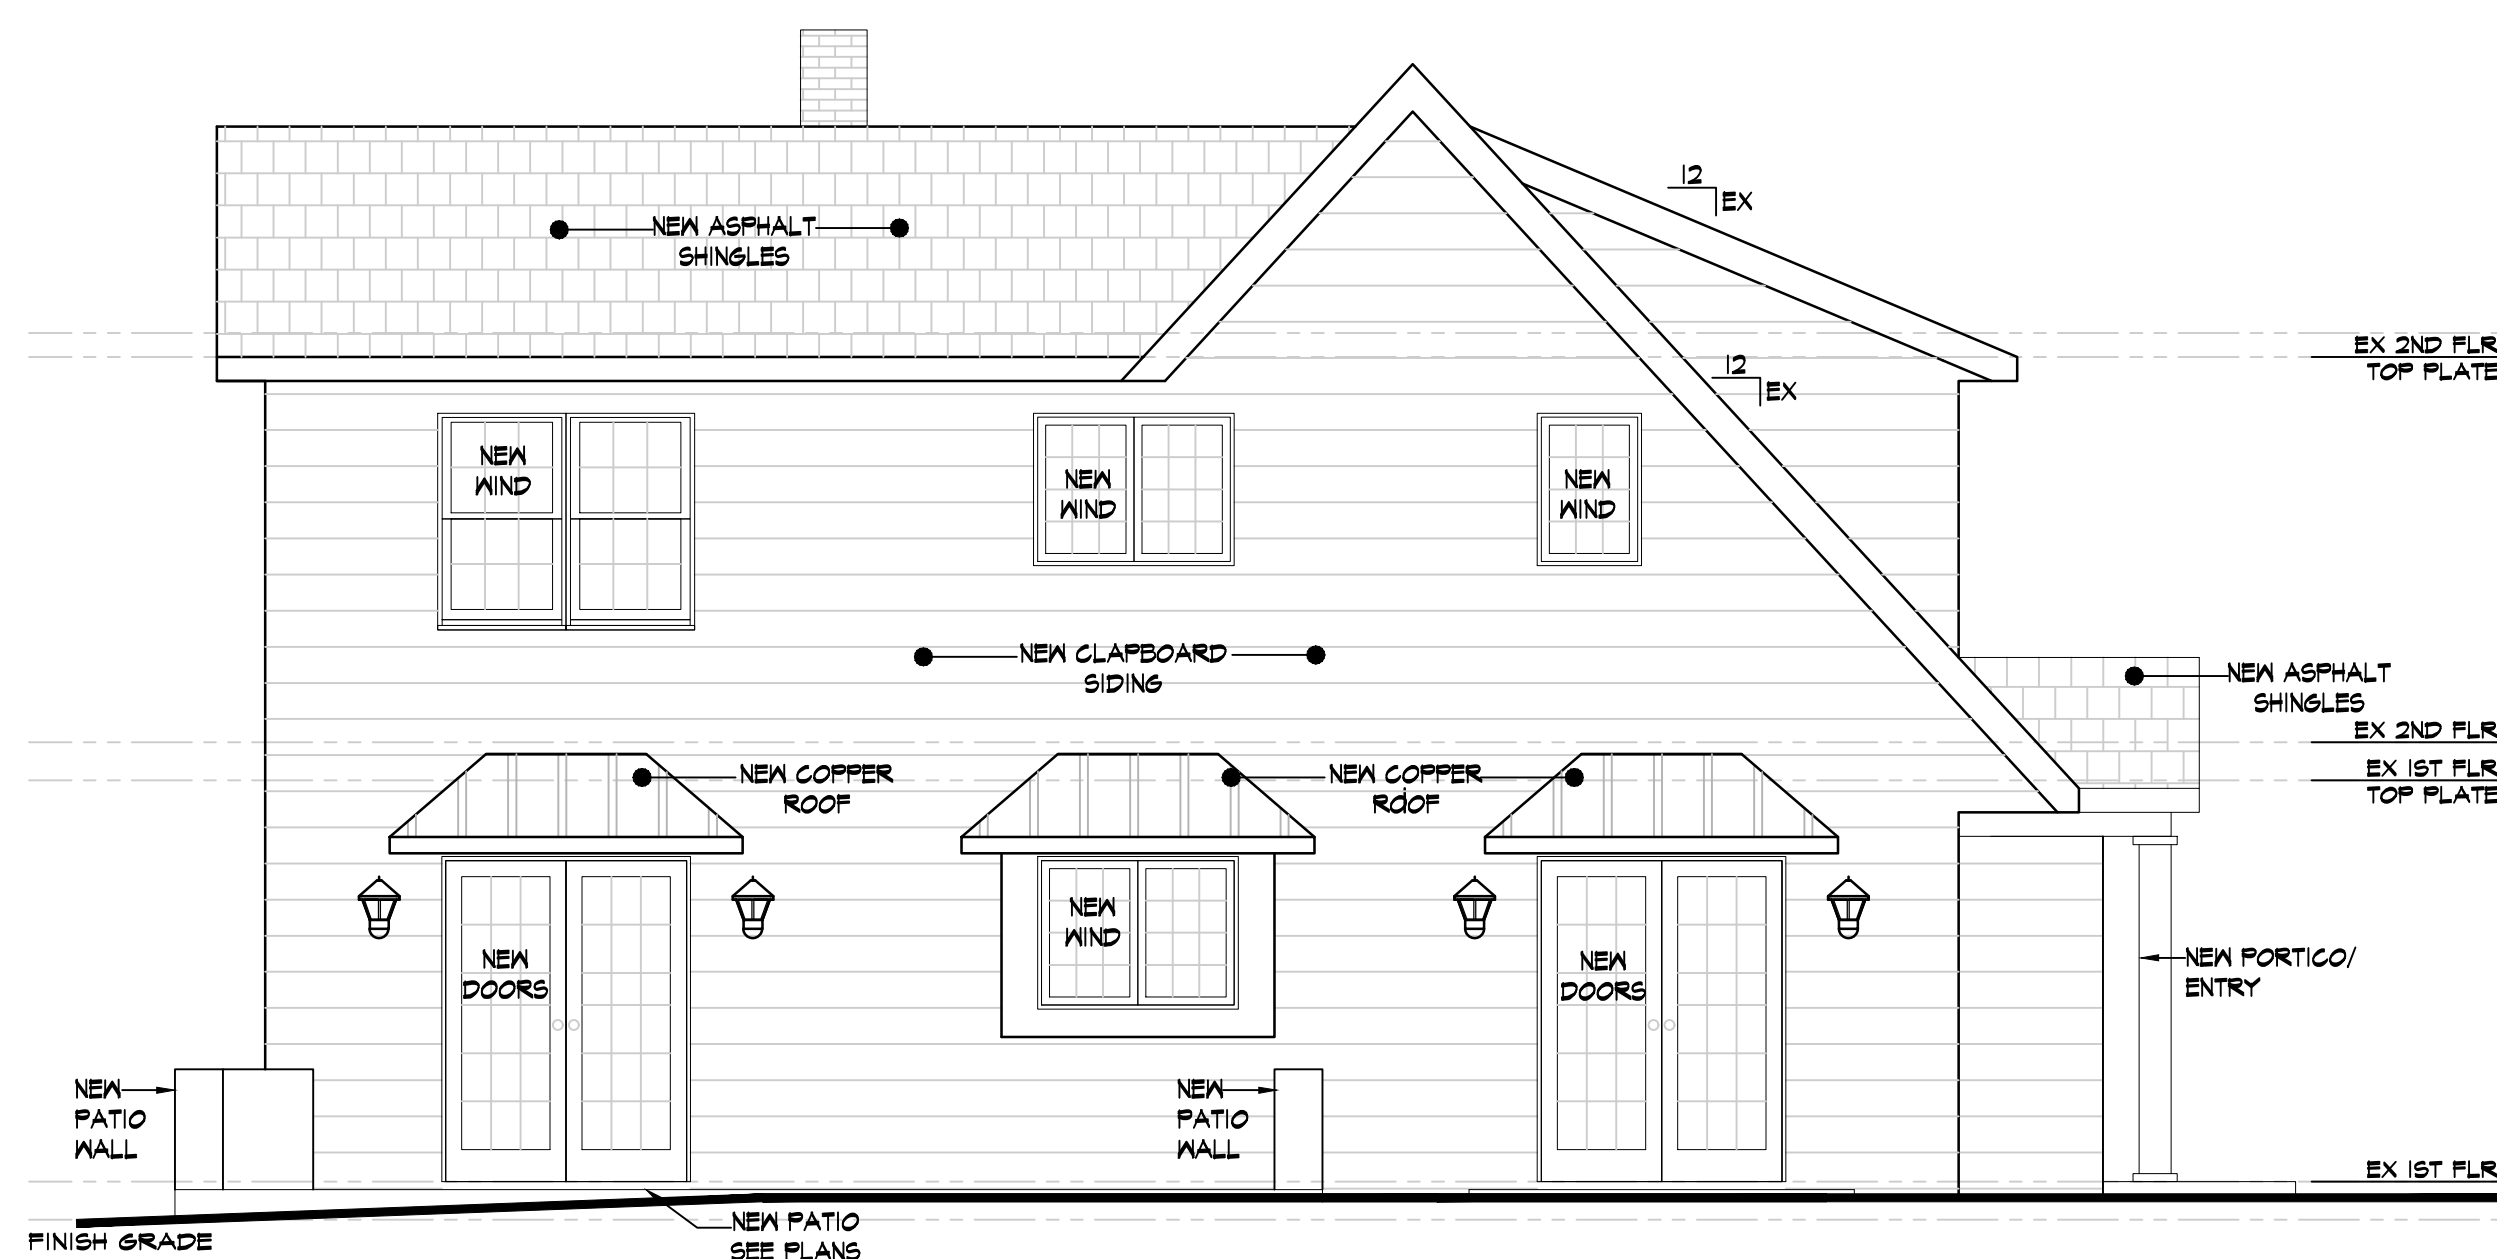 12
EX
NEW ASPHALT
SHINGLES
EX 2ND FLR
TOP PLATE
12
EX
NEW
WIND
NEW
WIND
NEW
WIND
NEW CLAPBOARD
SIDING
NEW ASPHALT
SHINGLES
EX 2ND FLR
EX 1ST FLR
TOP PLATE
NEW COPPER
ROOF
NEW COPPER
ROOF
NEW
WIND
NEW
DOORS
NEW
DOORS
NEW PORTICO/
ENTRY
NEW
PATIO
WALL
NEW
PATIO
WALL
EX 1ST FLR
NEW PATIO
SEE PLANS
FINISH GRADE